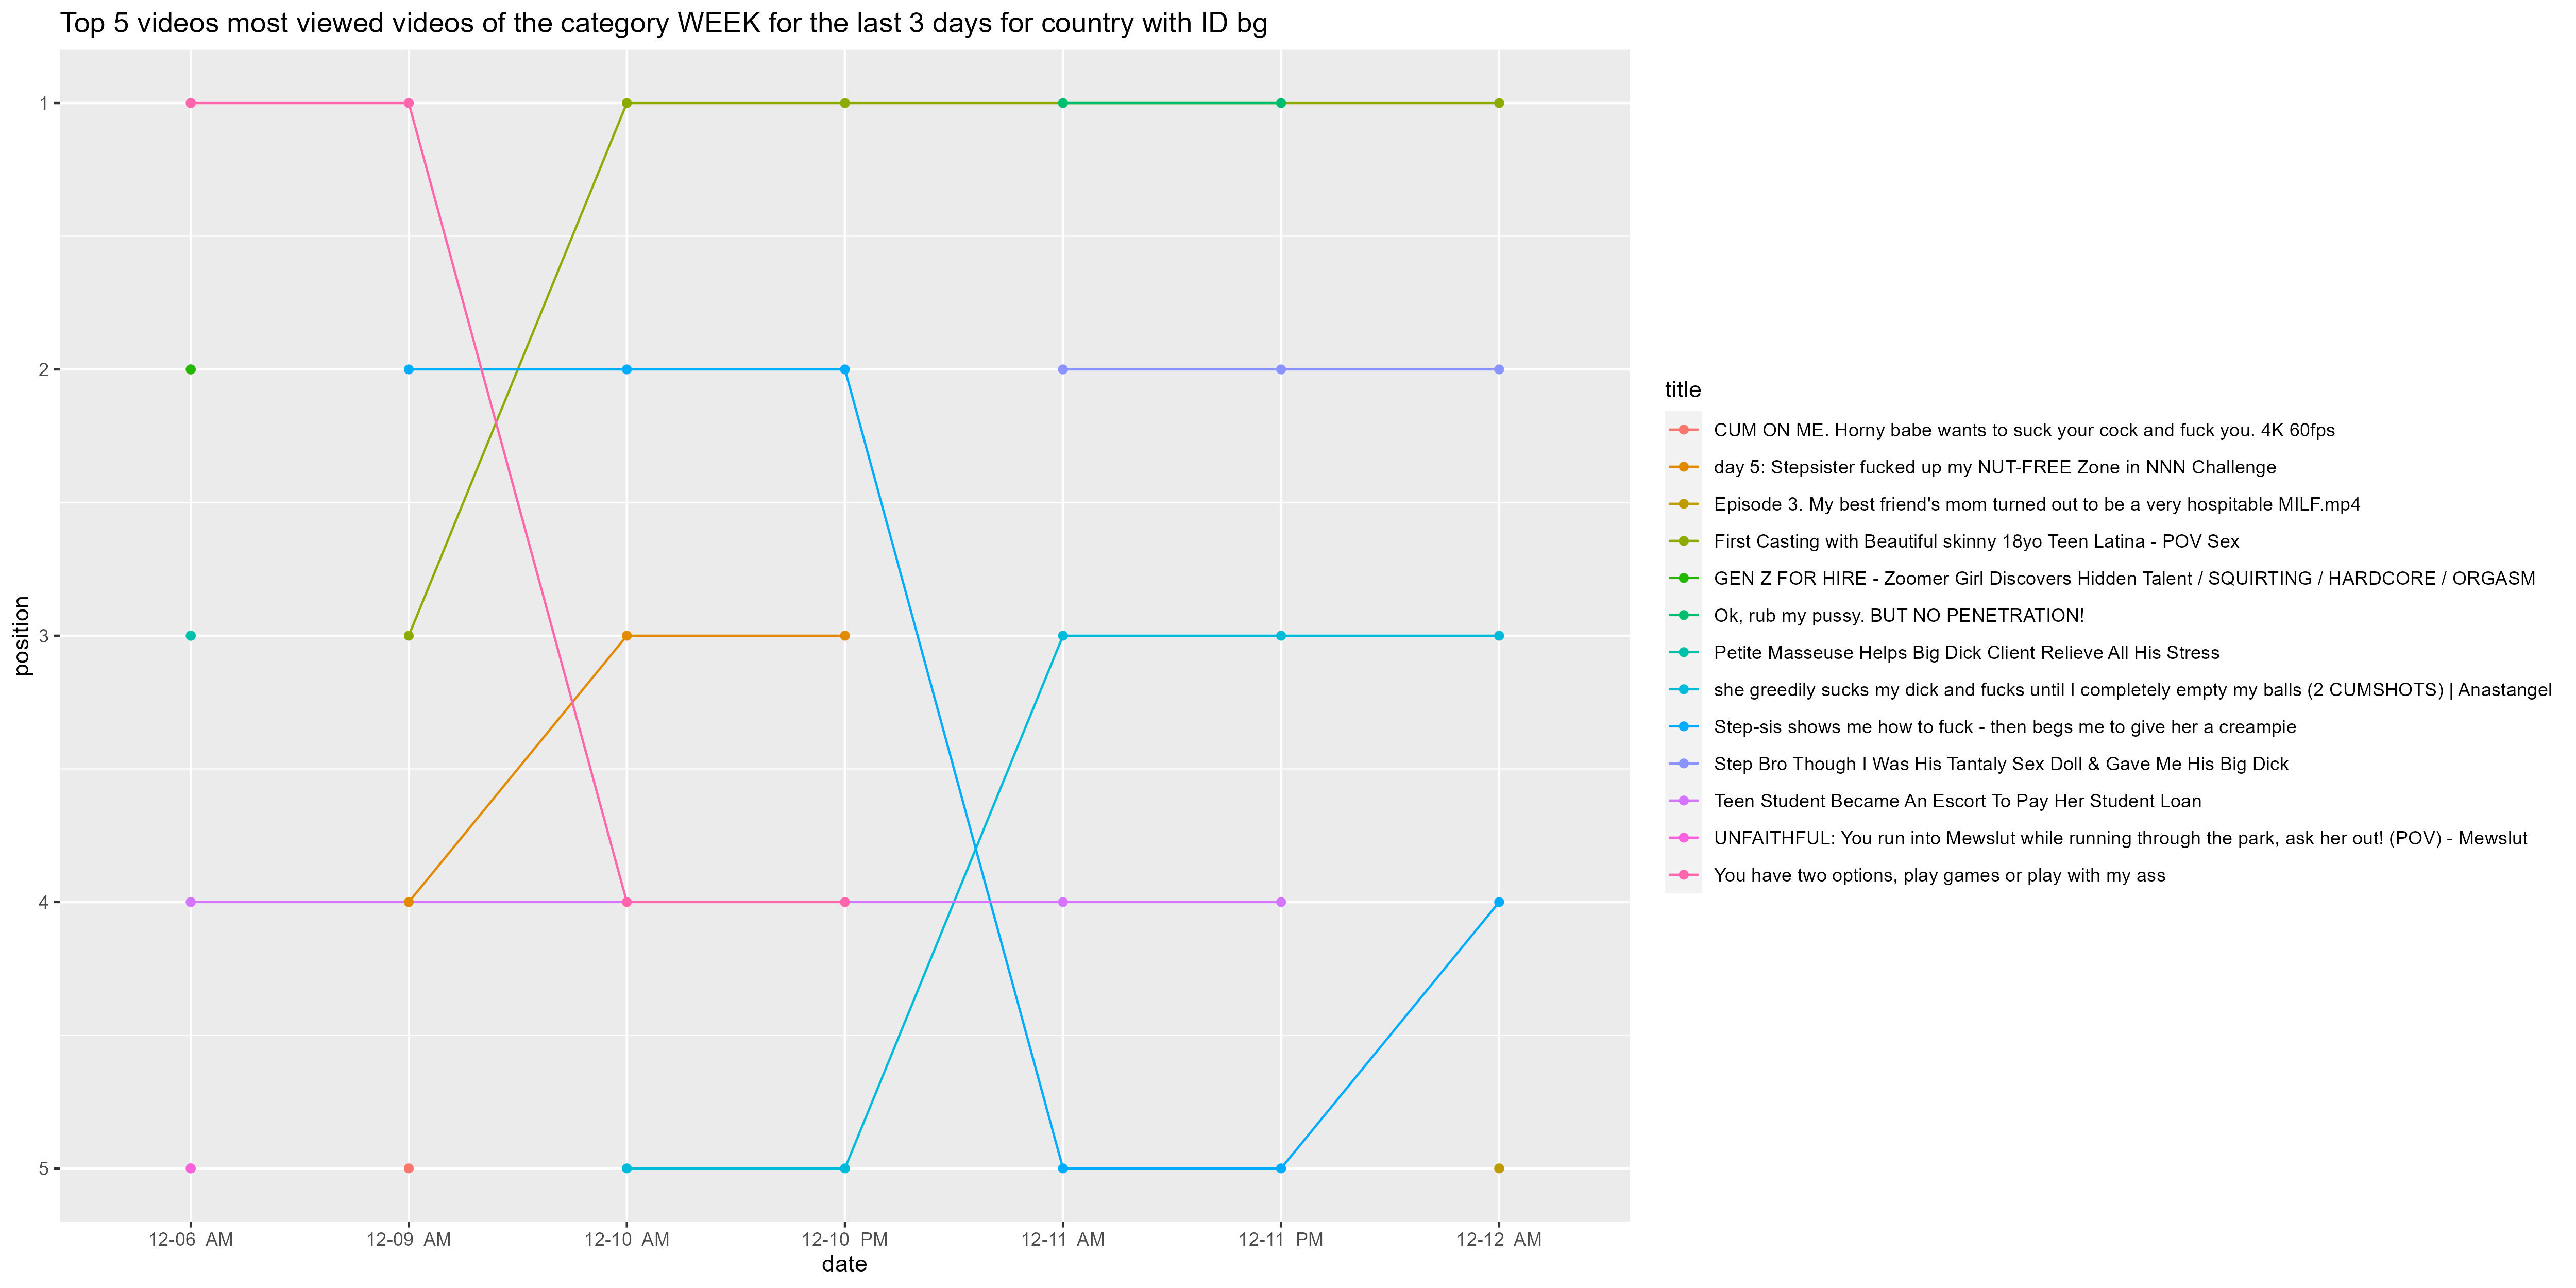 Top 5 videos most viewed videos of the category WEEK for the last 3 days for country with ID bg
position
1
2
3
4
5
12-06 AM
12-09 AM
12-10 AM
12-10 PM
12-11 AM
12-11 PM
12-12 AM
date
title
CUM ON ME. Horny babe wants to suck your cock and fuck you. 4K 60fps
day 5: Stepsister fucked up my NUT-FREE Zone in NNN Challenge
Episode 3. My best friend's mom turned out to be a very hospitable MILF.mp4
First Casting with Beautiful skinny 18yo Teen Latina - POV Sex
GEN Z FOR HIRE - Zoomer Girl Discovers Hidden Talent / SQUIRTING / HARDCORE / ORGASM
Ok, rub my pussy. BUT NO PENETRATION!
Petite Masseuse Helps Big Dick Client Relieve All His Stress
she greedily sucks my dick and fucks until I completely empty my balls (2 CUMSHOTS) | Anastangel
Step-sis shows me how to fuck - then begs me to give her a creampie
Step Bro Though I Was His Tantaly Sex Doll & Gave Me His Big Dick
Teen Student Became An Escort To Pay Her Student Loan
UNFAITHFUL: You run into Mewslut while running through the park, ask her out! (POV) - Mewslut
You have two options, play games or play with my ass